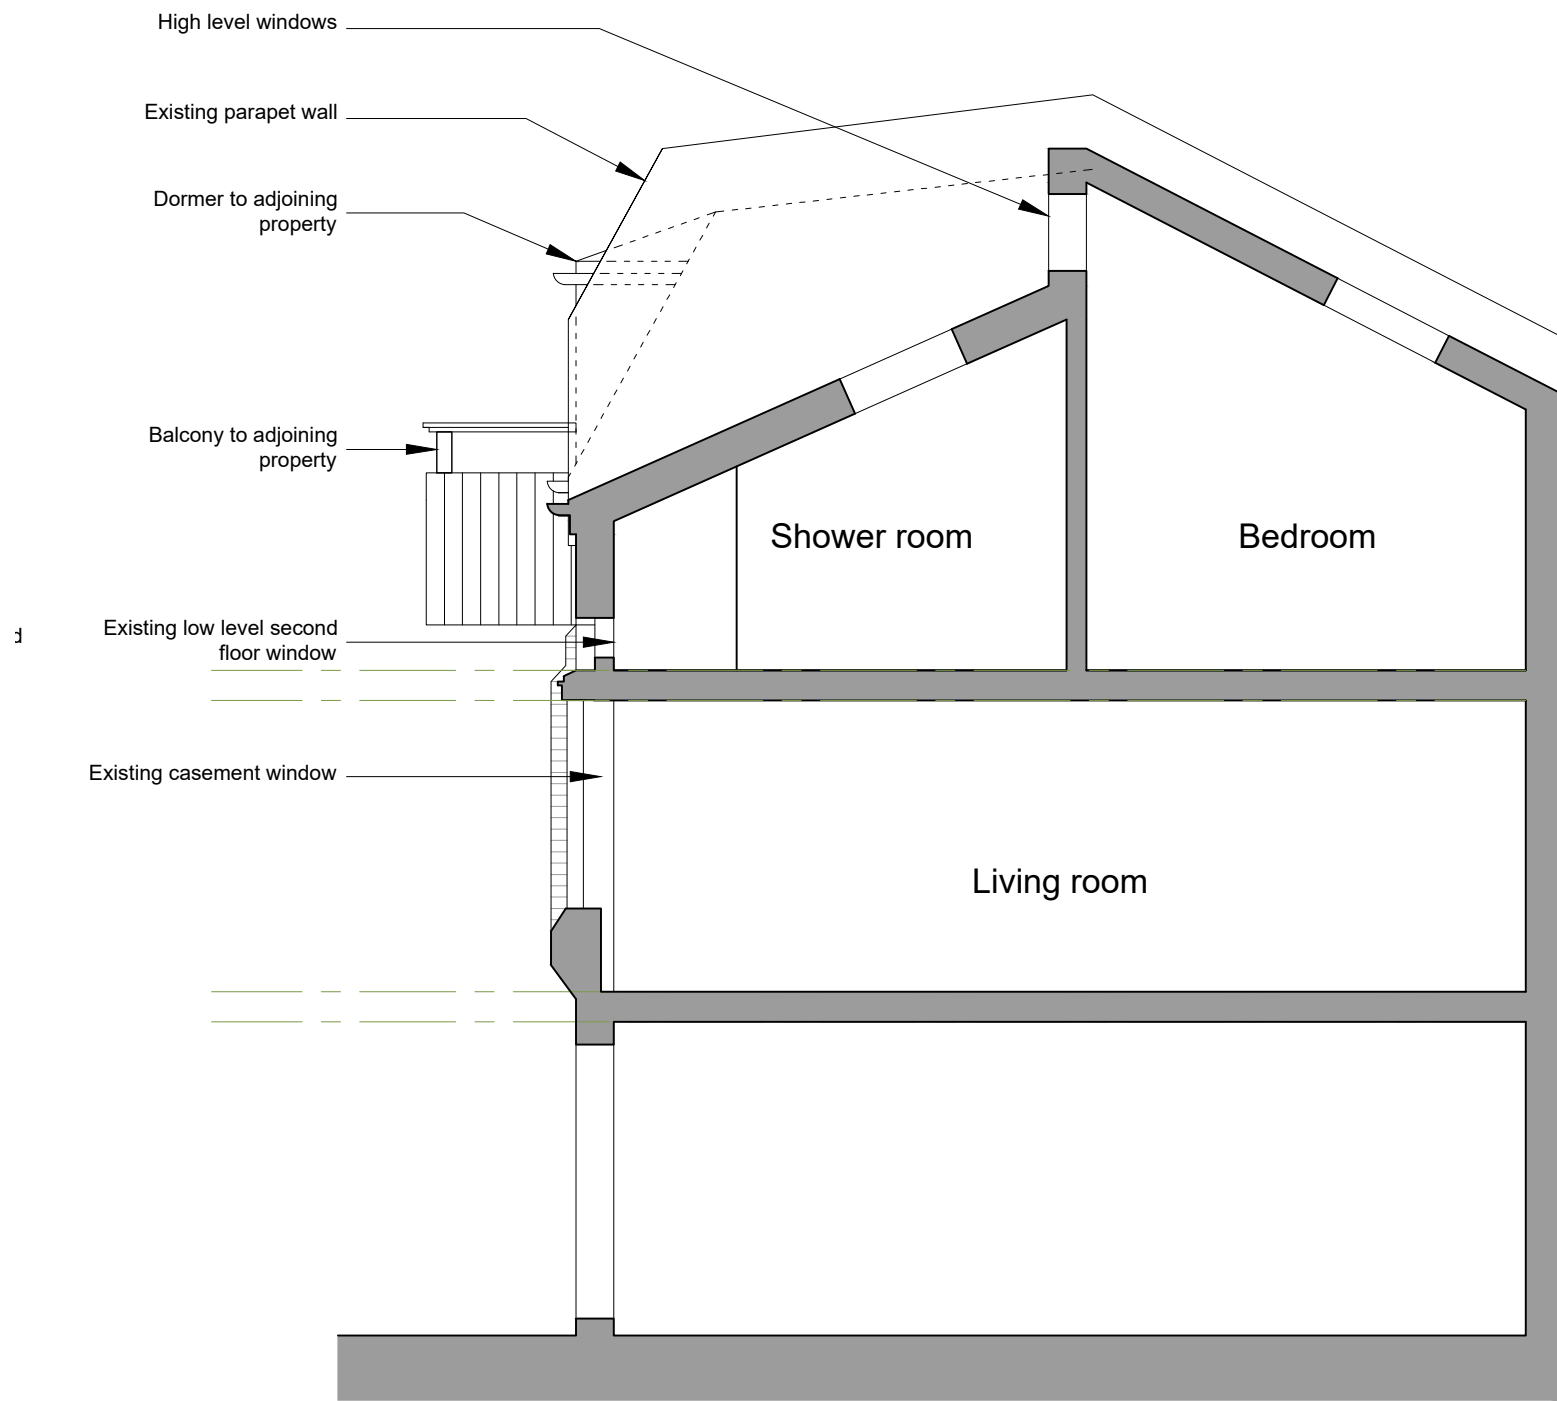 High level windows
Existing parapet wall
Dormer to adjoining
property
Balcony to adjoining
property
Shower room
Bedroom
Existing low level second
floor window
Existing casement window
Living room